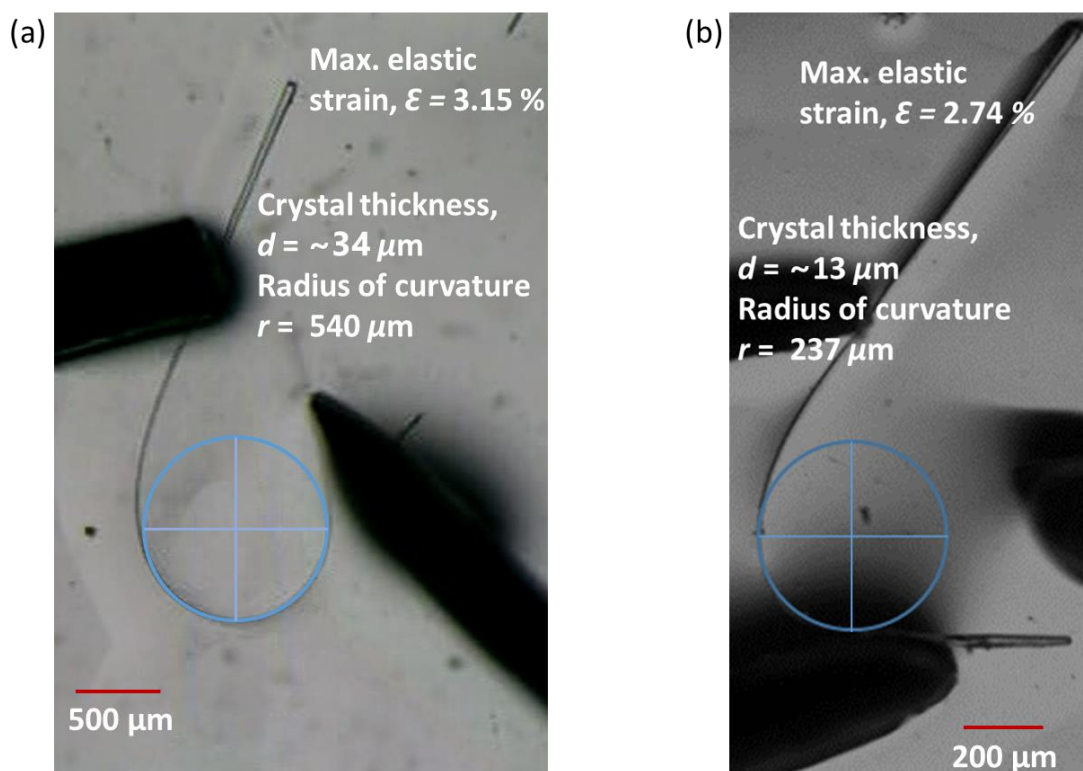 (a)
Max. elastic
strain, Ɛ = 3.15 %
Crystal thickness,
d = ~34 µm
Radius of curvature
r = 540 µm
500 µm
(b)
Max. elastic
strain, Ɛ = 2.74 %
Crystal thickness,
d = ~13 µm
Radius of curvature
r = 237 µm
200 µm